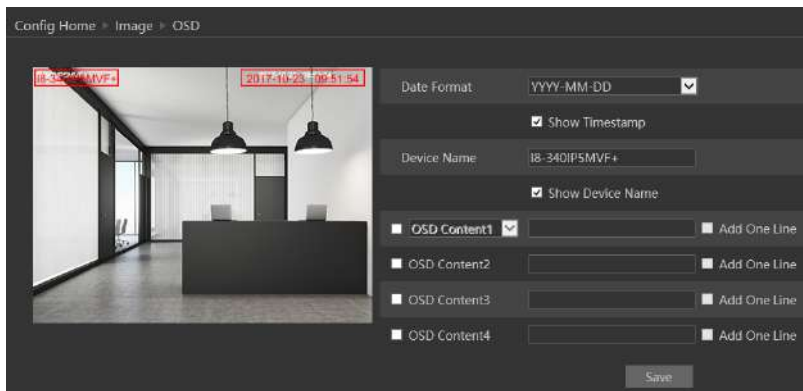 Config Home ▸ Image ▸ OSD
2017-10-23 09:51:54
Date Format YYYY-MM-DD
Show Timestamp
Device Name I8-340IP5MVF+
Show Device Name
OSD Content1 Add One Line
OSD Content2 Add One Line
OSD Content3 Add One Line
OSD Content4 Add One Line
Save